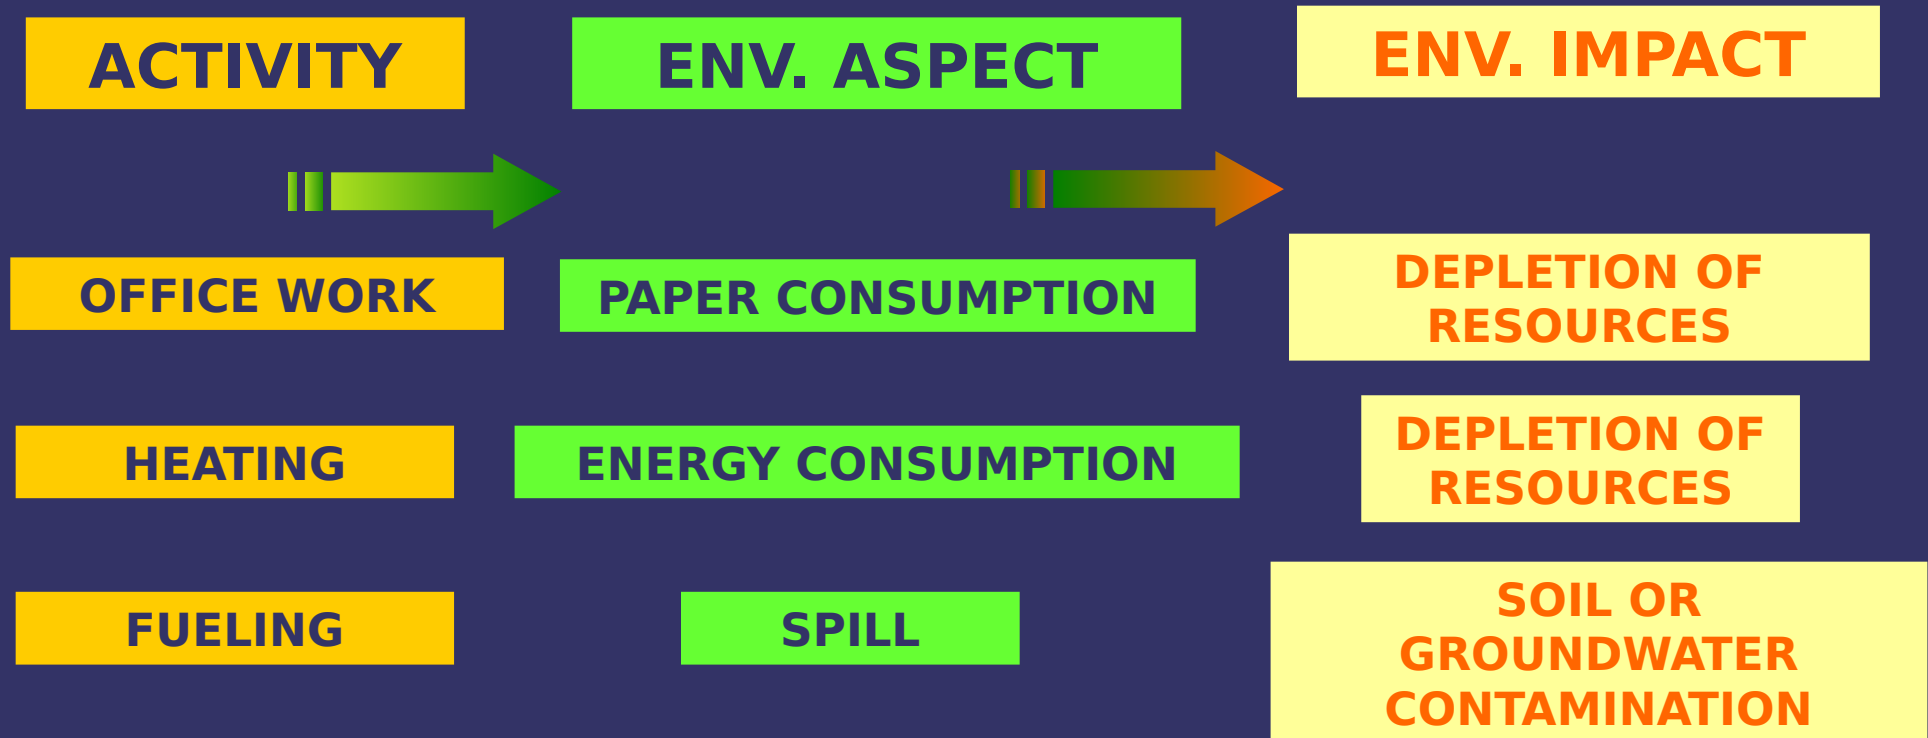 ACTIVITY
ENV. ASPECT
ENV. IMPACT
OFFICE WORK
PAPER CONSUMPTION
DEPLETION OF
RESOURCES
HEATING
ENERGY CONSUMPTION
DEPLETION OF
RESOURCES
FUELING
SPILL
SOIL OR
GROUNDWATER
CONTAMINATION